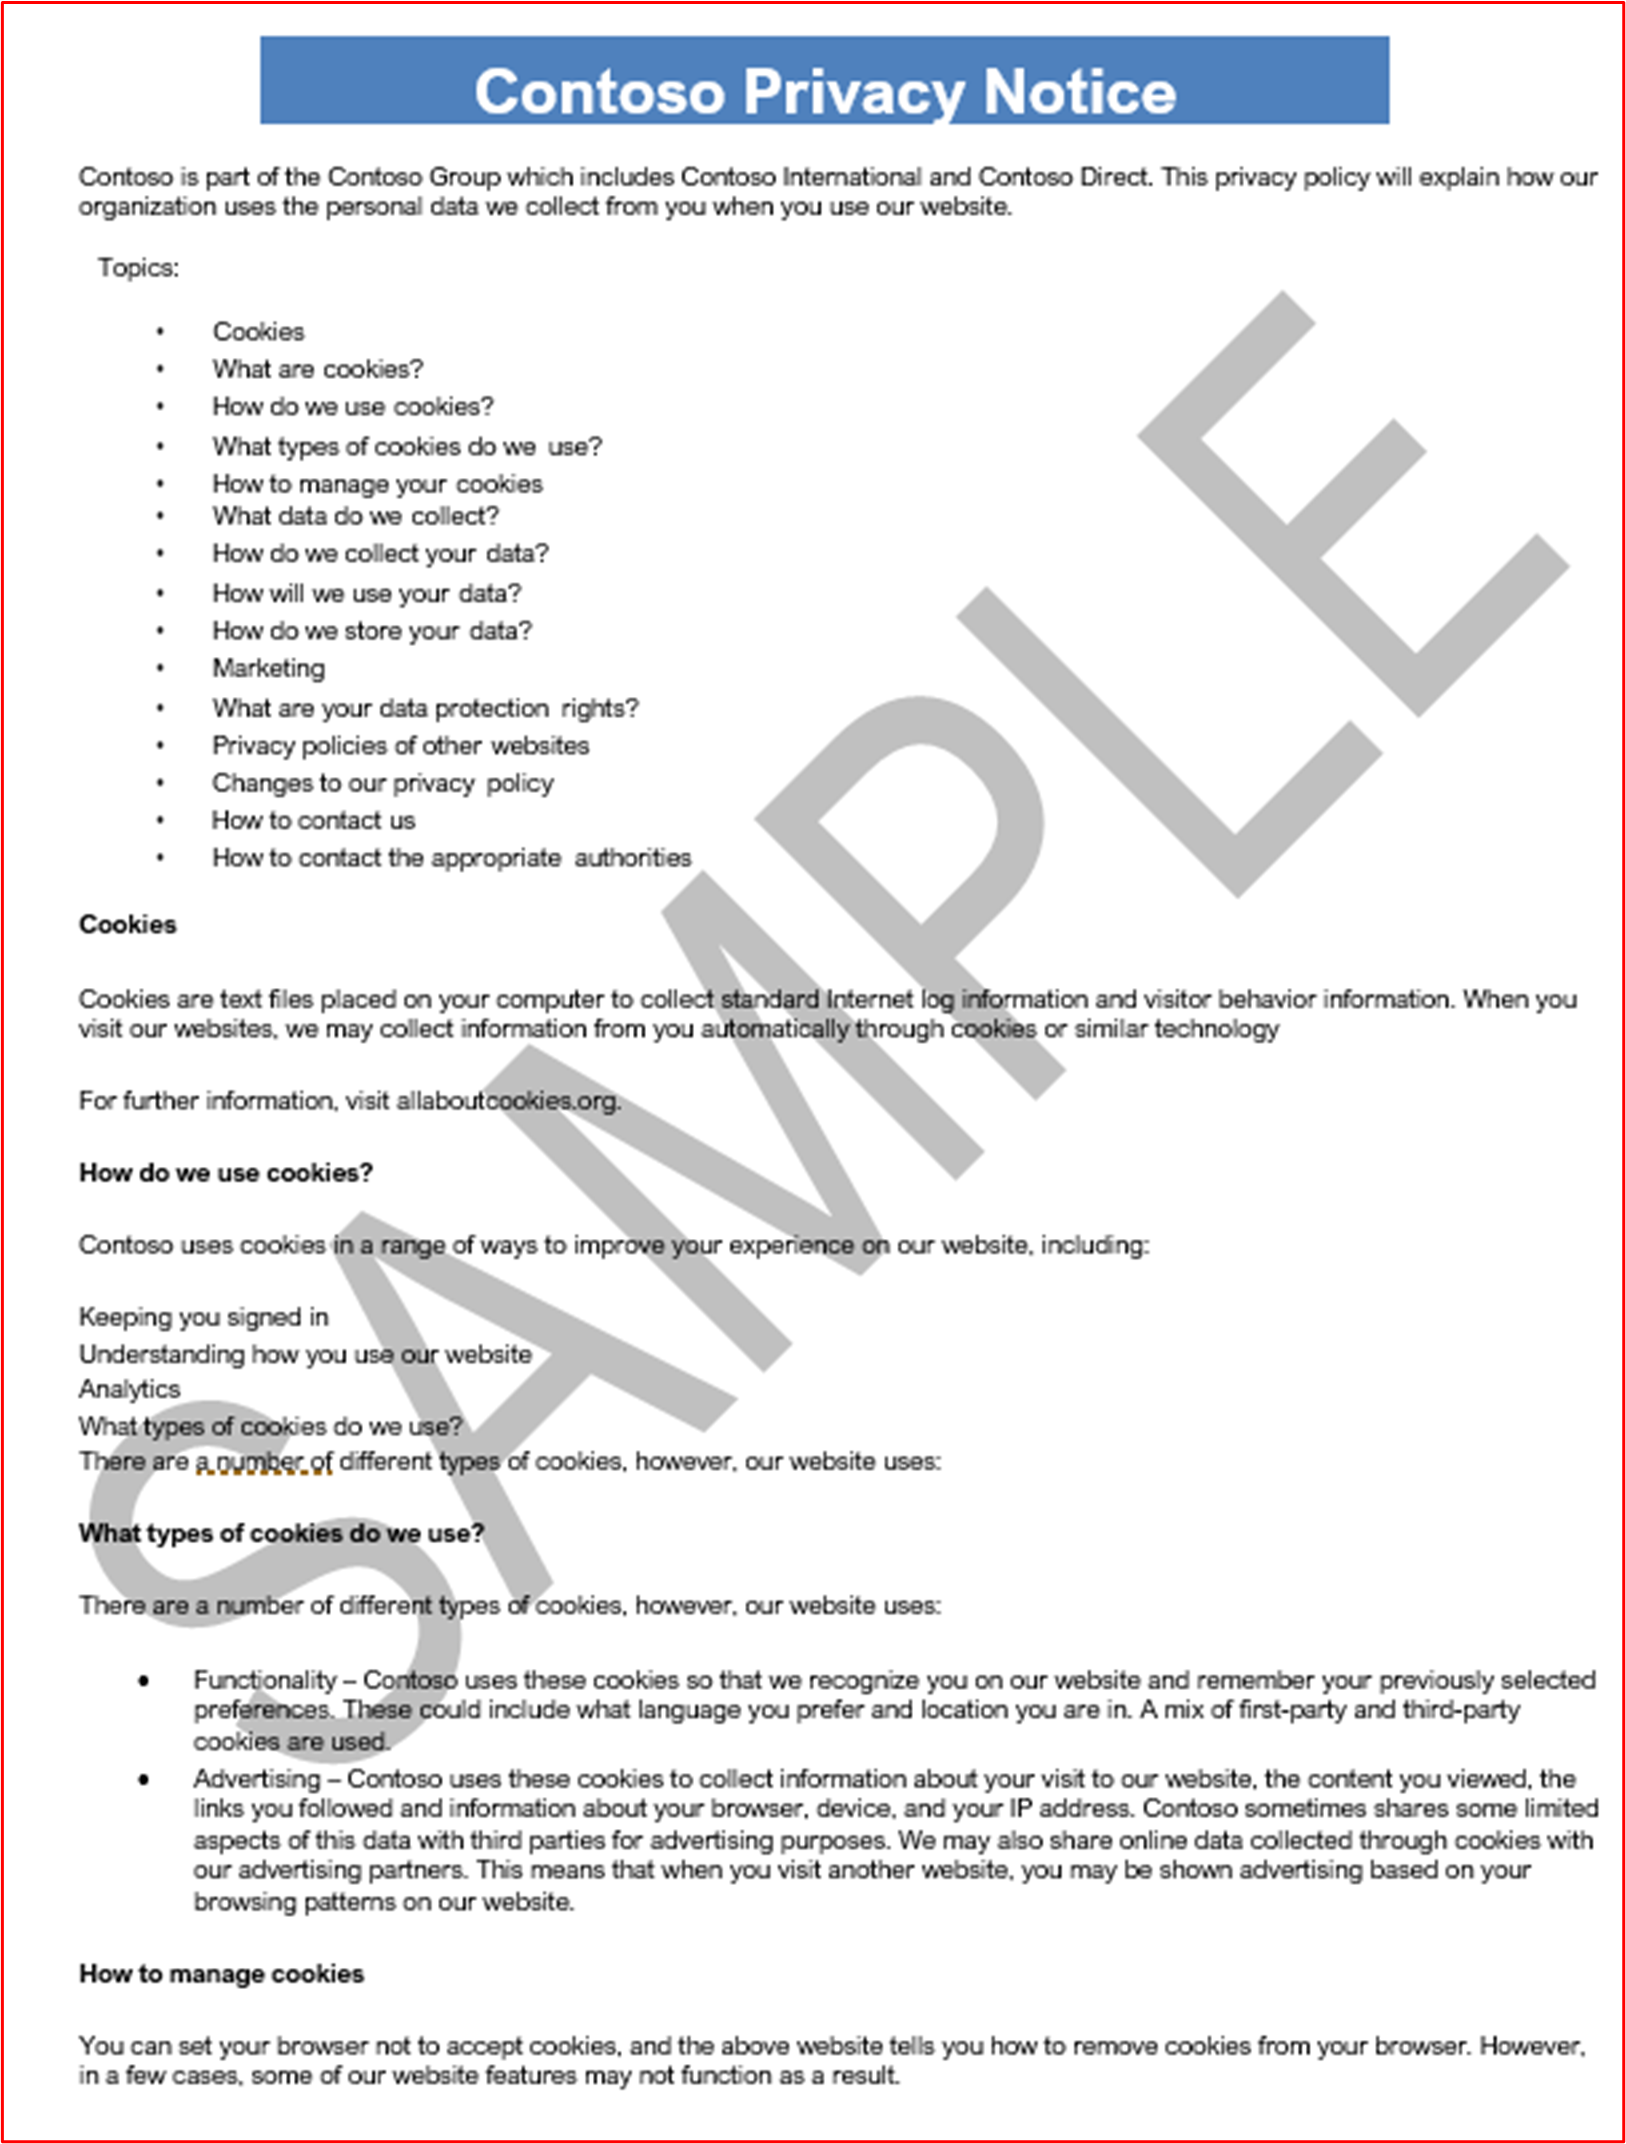 Contoso Privacy Notice
Contoso is part of the Contoso Group which includes Contoso International and Contoso Direct. This privacy policy will explain how our
organization uses the personal data we collect from you when you use our website.
Topics:
• Cookies
• What are cookies?
• How do we use cookies?
• What types of cookies do we use?
• How to manage your cookies
• What data do we collect?
• How do we collect your data?
• How will we use your data?
• How do we store your data?
• Marketing
• What are your data protection rights?
• Privacy policies of other websites
• Changes to our privacy policy
• How to contact us
• How to contact the appropriate authorities
Cookies
Cookies are text files placed on your computer to collect standard Internet log information and visitor behavior information. When you
visit our websites, we may collect information from you automatically through cookies or similar technology
For further information, visit allaboutcookies.org.
How do we use cookies?
Contoso uses cookies in a range of ways to improve your experience on our website, including:
Keeping you signed in
Understanding how you use our website
Analytics
What types of cookies do we use?
There are a number of different types of cookies, however, our website uses:
What types of cookies do we use?
There are a number of different types of cookies, however, our website uses:
• Functionality – Contoso uses these cookies so that we recognize you on our website and remember your previously selected
preferences. These could include what language you prefer and location you are in. A mix of first-party and third-party
cookies are used.
• Advertising – Contoso uses these cookies to collect information about your visit to our website, the content you viewed, the
links you followed and information about your browser, device, and your IP address. Contoso sometimes shares some limited
aspects of this data with third parties for advertising purposes. We may also share online data collected through cookies with
our advertising partners. This means that when you visit another website, you may be shown advertising based on your
browsing patterns on our website.
How to manage cookies
You can set your browser not to accept cookies, and the above website tells you how to remove cookies from your browser. However,
in a few cases, some of our website features may not function as a result.
SAMPLE